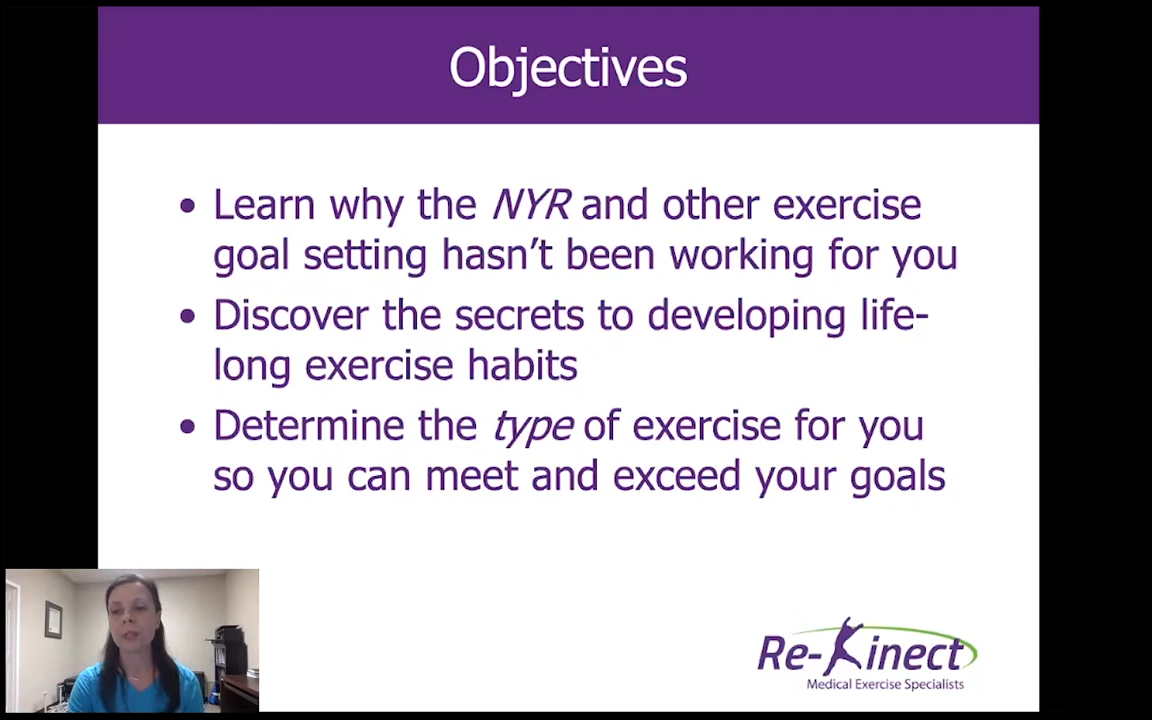 Objectives
• Learn why the NYR and other exercise
goal setting hasn’t been working for you
• Discover the secrets to developing life-
long exercise habits
• Determine the type of exercise for you
so you can meet and exceed your goals
Re-Kinect
Medical Exercise Specialists